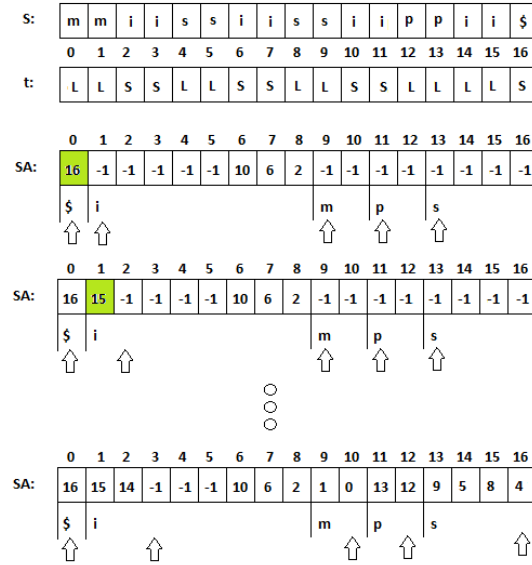 S: m m i i s s i i s s i i p p i i $
0 1 2 3 4 5 6 7 8 9 10 11 12 13 14 15 16
t: L L S S L L S S L L S S L L L L S
0 1 2 3 4 5 6 7 8 9 10 11 12 13 14 15 16
SA: 16 -1 -1 -1 -1 -1 10 6 2 -1 -1 -1 -1 -1 -1 -1 -1
$ i m p s
0 1 2 3 4 5 6 7 8 9 10 11 12 13 14 15 16
SA: 16 15 -1 -1 -1 -1 10 6 2 -1 -1 -1 -1 -1 -1 -1 -1
$ i m p s
0 1 2 3 4 5 6 7 8 9 10 11 12 13 14 15 16
SA: 16 15 14 -1 -1 -1 10 6 2 1 0 13 12 9 5 8 4
$ i m p s